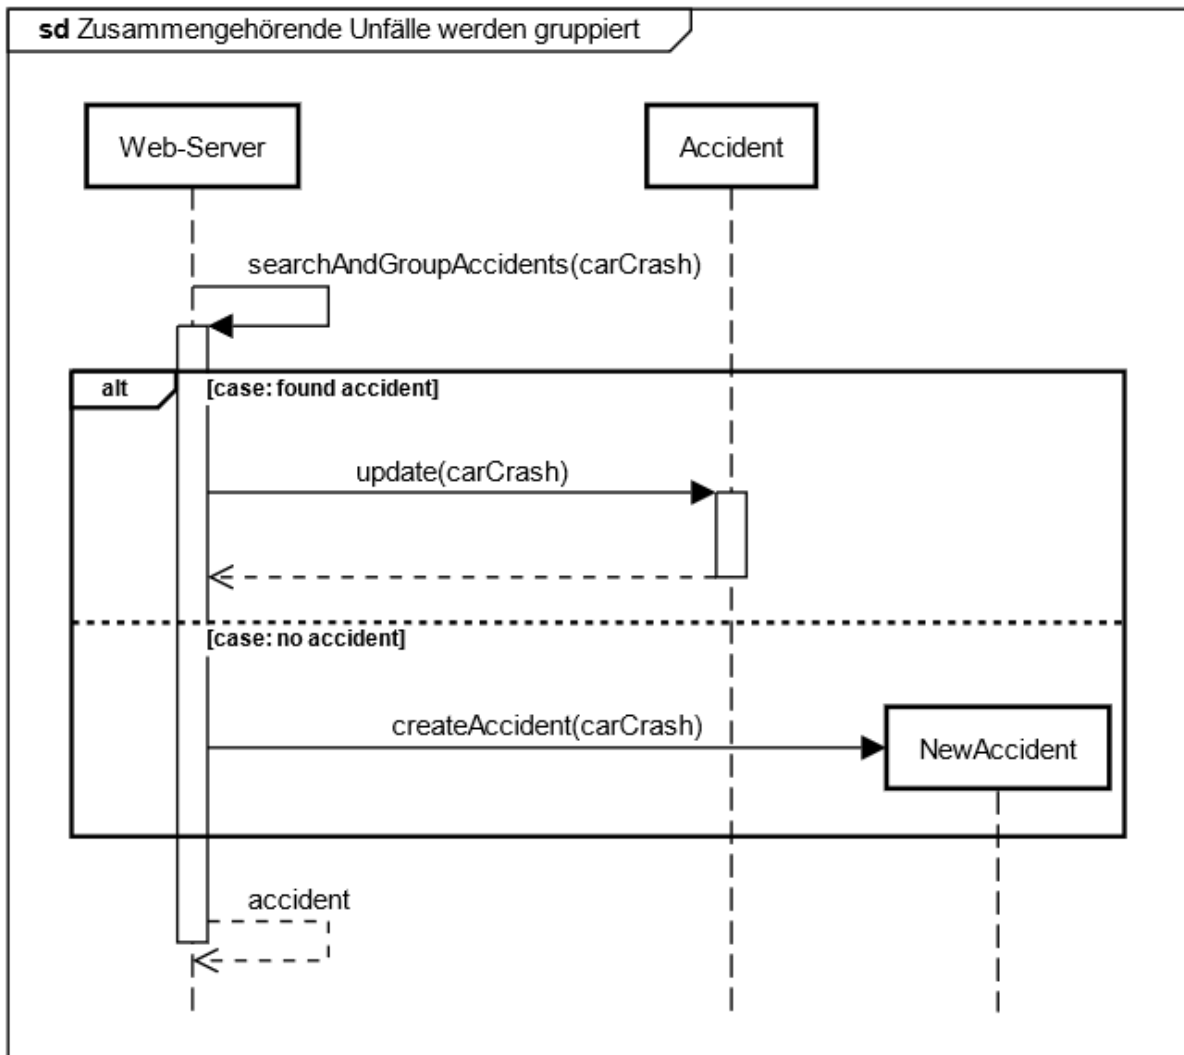 sd Zusammengehörende Unfälle werden gruppiert
Web-Server
Accident
searchAndGroupAccidents(carCrash)
alt
[case: found accident]
update(carCrash)
[case: no accident]
createAccident(carCrash)
NewAccident
accident